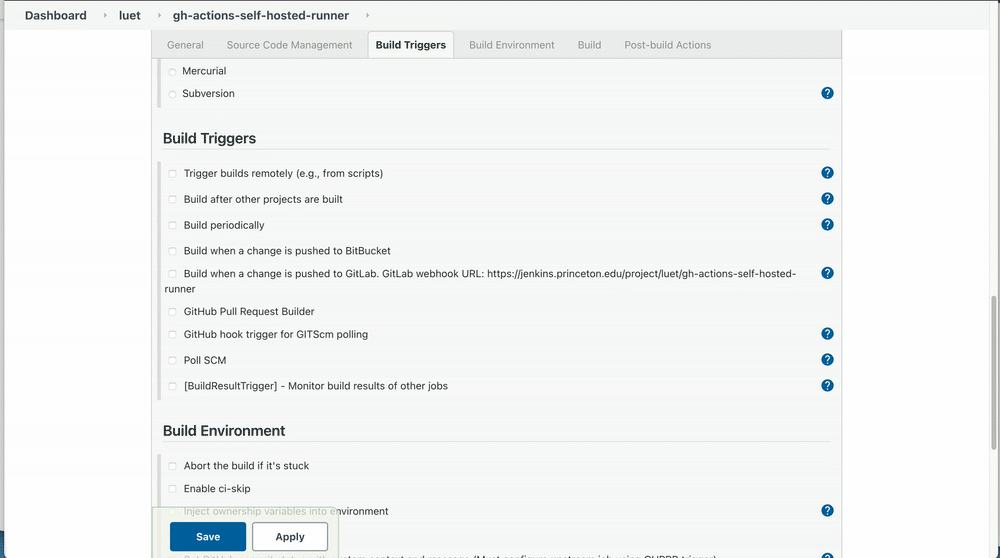 Dashboard luet gh-actions-self-hosted-runner
General Source Code Management Build Triggers Build Environment Build Post-build Actions
Mercurial
Subversion
Build Triggers
Trigger builds remotely (e.g., from scripts)
Build after other projects are built
Build periodically
Build when a change is pushed to BitBucket
Build when a change is pushed to GitLab. GitLab webhook URL: https://jenkins.princeton.edu/project/luet/gh-actions-self-hosted-
runner
GitHub Pull Request Builder
GitHub hook trigger for GITScm polling
Poll SCM
[BuildResultTrigger] - Monitor build results of other jobs
Build Environment
Abort the build if it's stuck
Enable ci-skip
Inject ownership variables into environment
Save Apply